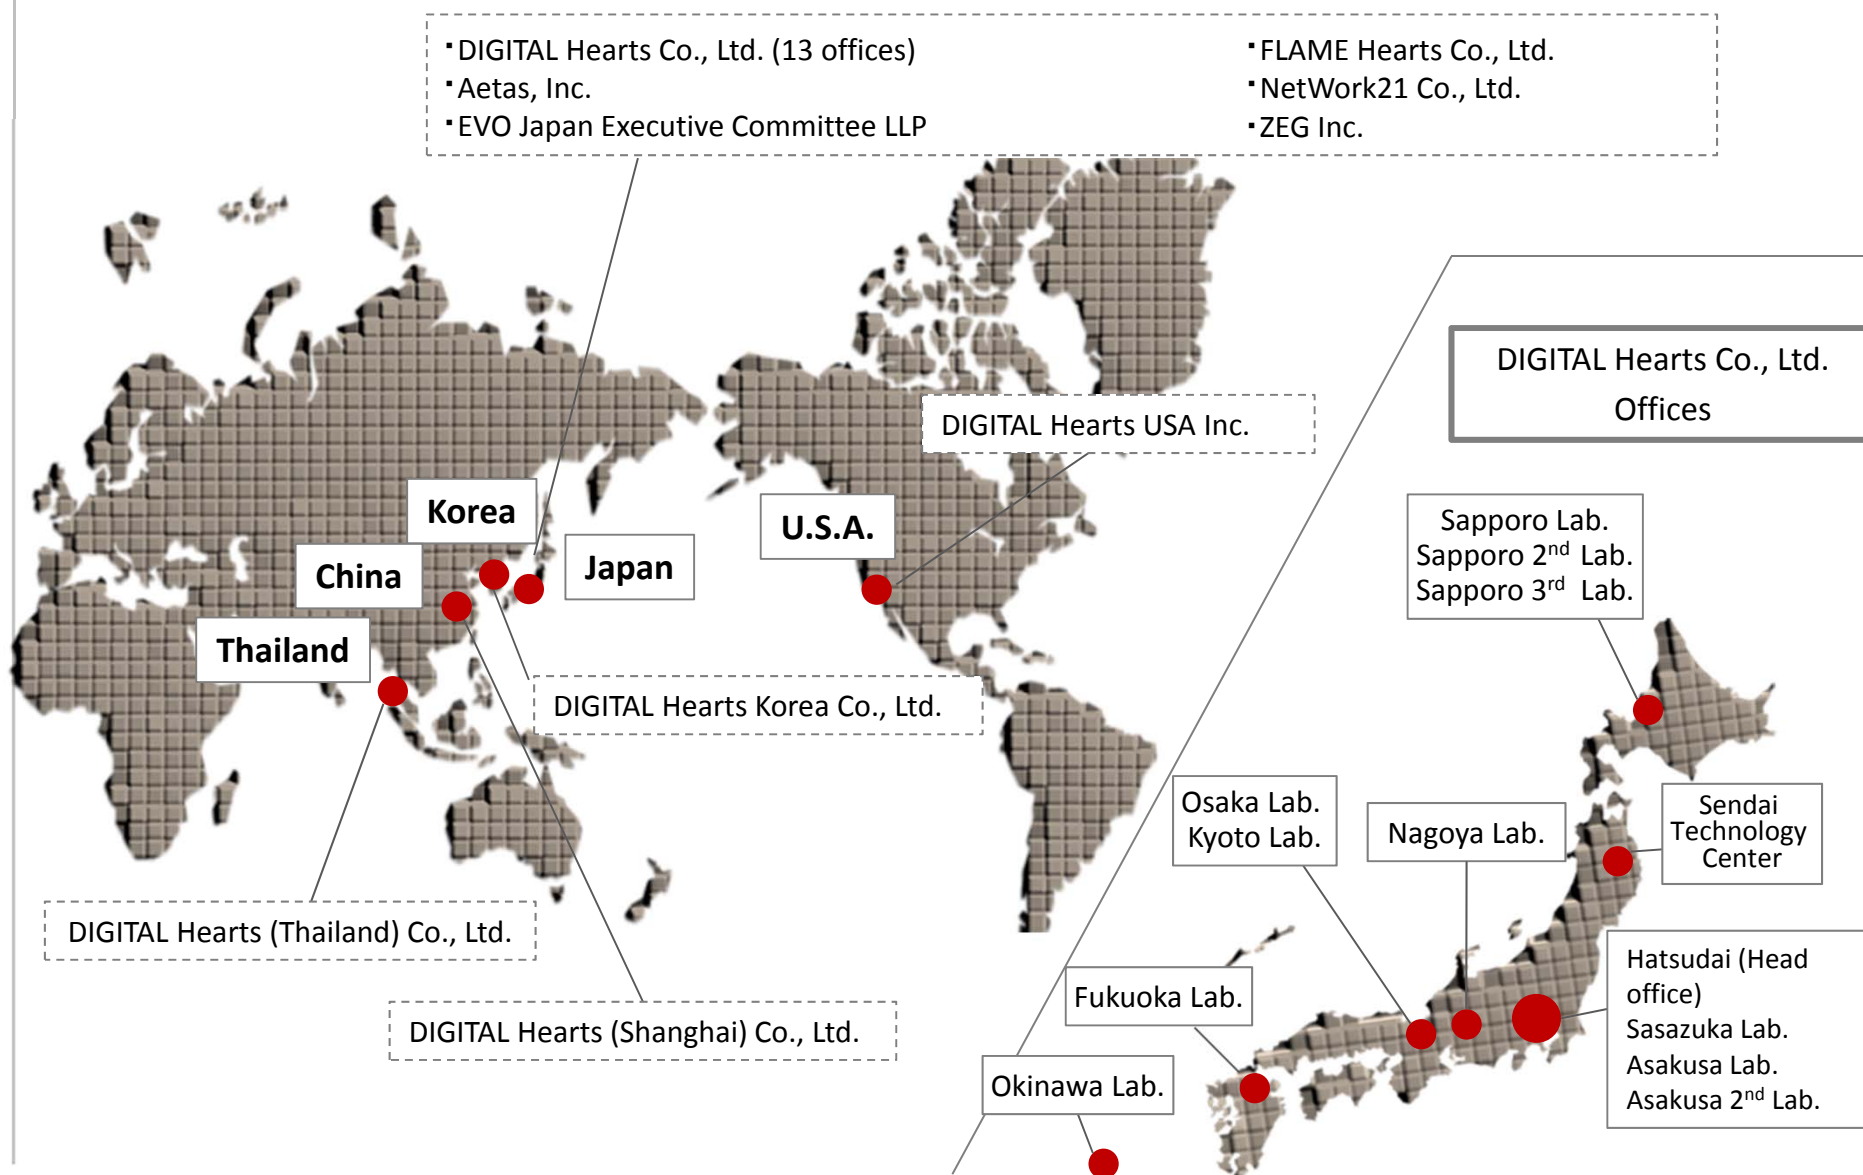 ▪DIGITAL Hearts Co., Ltd. (13 offices)
▪Aetas, Inc.
▪EVO Japan Executive Committee LLP
▪FLAME Hearts Co., Ltd.
▪NetWork21 Co., Ltd.
▪ZEG Inc.
DIGITAL Hearts Co., Ltd.
Offices
DIGITAL Hearts USA Inc.
Korea
U.S.A.
Japan
China
Thailand
DIGITAL Hearts Korea Co., Ltd.
DIGITAL Hearts (Thailand) Co., Ltd.
DIGITAL Hearts (Shanghai) Co., Ltd.
Sapporo Lab.
Sapporo 2nd Lab.
Sapporo 3rd Lab.
Osaka Lab.
Kyoto Lab.
Nagoya Lab.
Sendai
Technology
Center
Fukuoka Lab.
Hatsudai (Head
office)
Sasazuka Lab.
Asakusa Lab.
Asakusa 2nd Lab.
Okinawa Lab.